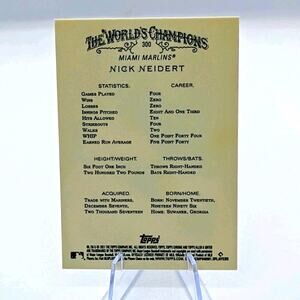 THE WORLD'S CHAMPIONS
300
MIAMI MARLINS®
NICK NEIDERT
STATISTICS. CAREER.
GAMES PLAYED FOUR
WINS ZERO
LOSSES ZERO
INNINGS PITCHED EIGHT AND ONE THIRD
HITS ALLOWED TEN
STRIKEOUTS FOUR
WALKS TWO
WHIP ONE POINT FORTY FOUR
EARNED RUN AVERAGE FIVE POINT FORTY
HEIGHT/WEIGHT. THROWS/BATS.
SIX FOOT ONE INCH THROWS RIGHT-HANDED
TWO HUNDRED TWO POUNDS BATS RIGHT-HANDED
ACQUIRED. BORN/HOME.
TRADE WITH MARINERS, BORN: NOVEMBER TWENTIETH,
DECEMBER SEVENTH, NINETEEN NINETY SIX
TWO THOUSAND SEVENTEEN HOME: SUWANEE, GEORGIA
Topps